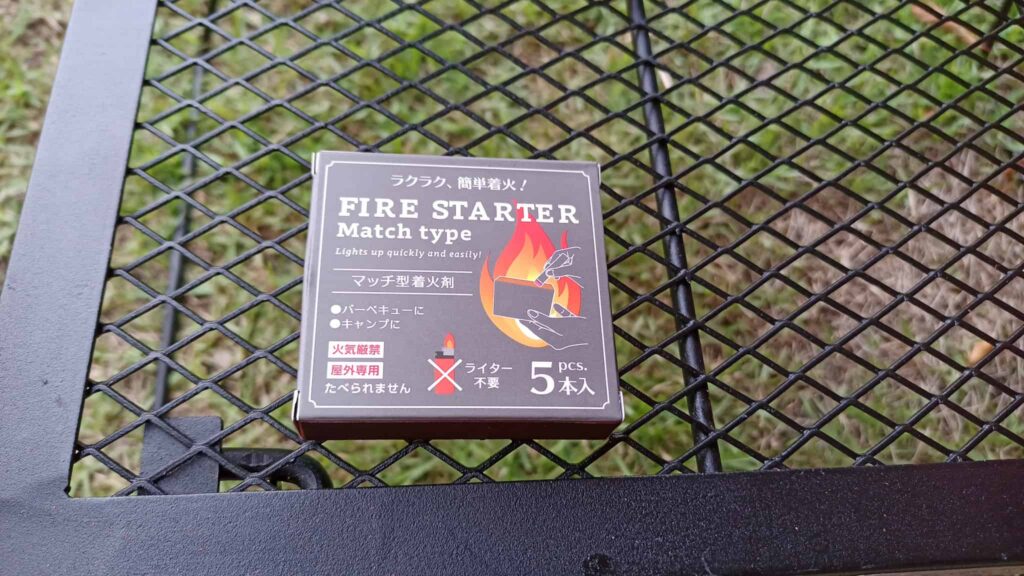 ラクラク、簡単着火!
FIRE STARTER
Match type
Lights up quickly and easily!
マッチ型着火剤
●バーベキューに
●キャンプに
火気厳禁
屋外専用
たべられません
ライター
不要
5 pcs.
本入